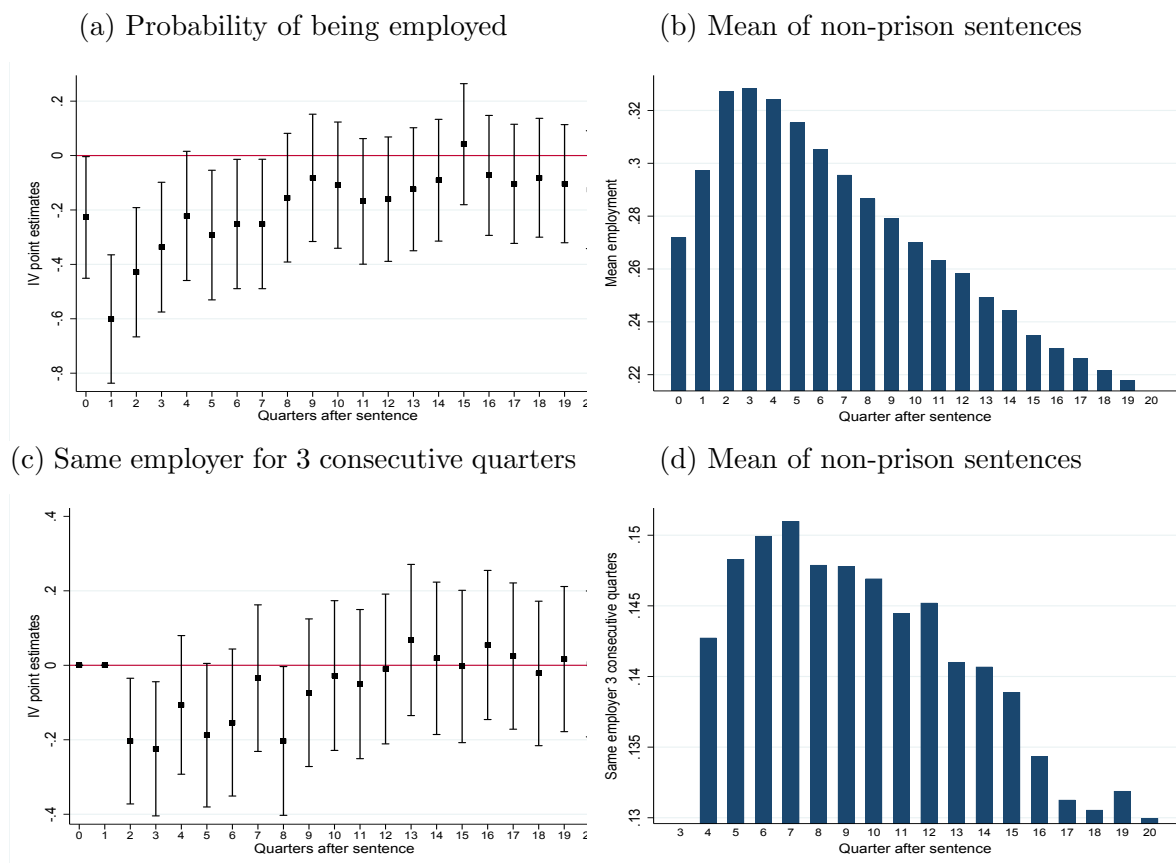 (a) Probability of being employed
(b) Mean of non-prison sentences
.2
0
-.2
-.4
-.6
-.8
IV point estimates
0 1 2 3 4 5 6 7 8 9 10 11 12 13 14 15 16 17 18 19
Quarters after sentence
.32
.3
.28
.26
.24
.22
Mean employment
0 1 2 3 4 5 6 7 8 9 10 11 12 13 14 15 16 17 18 19 20
Quarter after sentence
(c) Same employer for 3 consecutive quarters
(d) Mean of non-prison sentences
.4
.2
0
-.2
-.4
IV point estimates
0 1 2 3 4 5 6 7 8 9 10 11 12 13 14 15 16 17 18 19
Quarters after sentence
.15
.145
.14
.135
.13
Same employer 3 consecutive quarters
3 4 5 6 7 8 9 10 11 12 13 14 15 16 17 18 19 20
Quarter after sentence